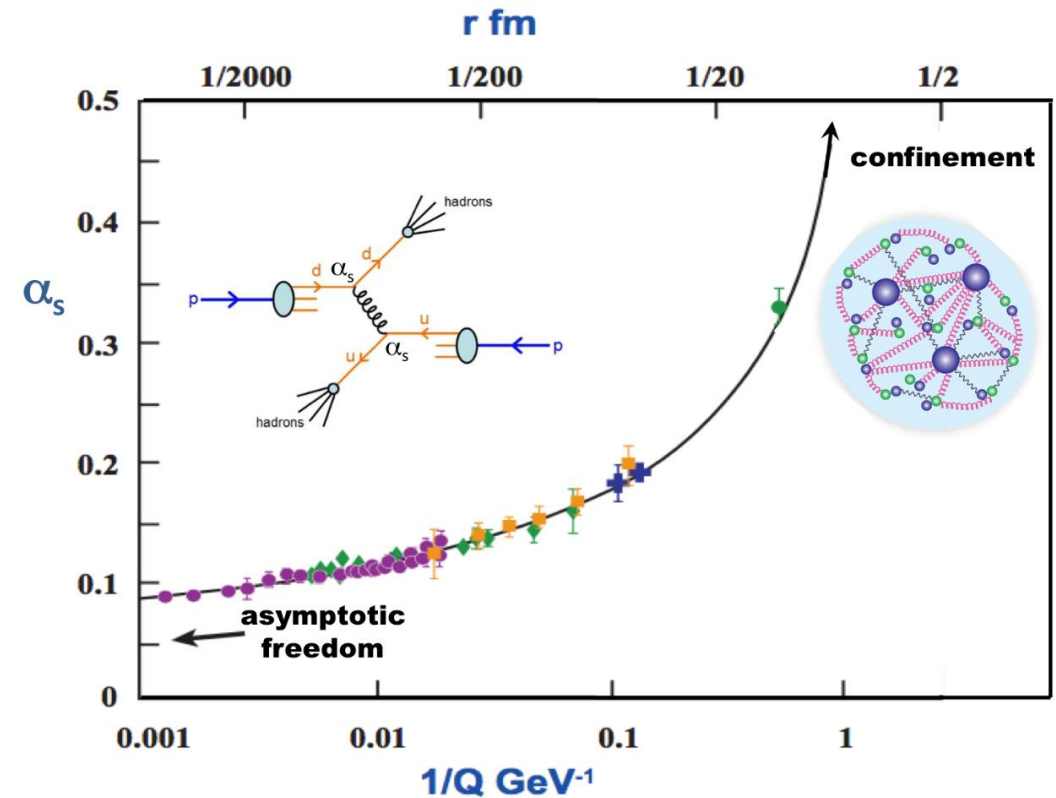 r fm
1/2000 1/200 1/20 1/2
0.5
confinement
0.4
hadrons
d
d
αs
p
αs
u
αs
p
0.3
u
hadrons
0.2
0.1
asymptotic
freedom
0
0.001 0.01 0.1 1
1/Q GeV-1